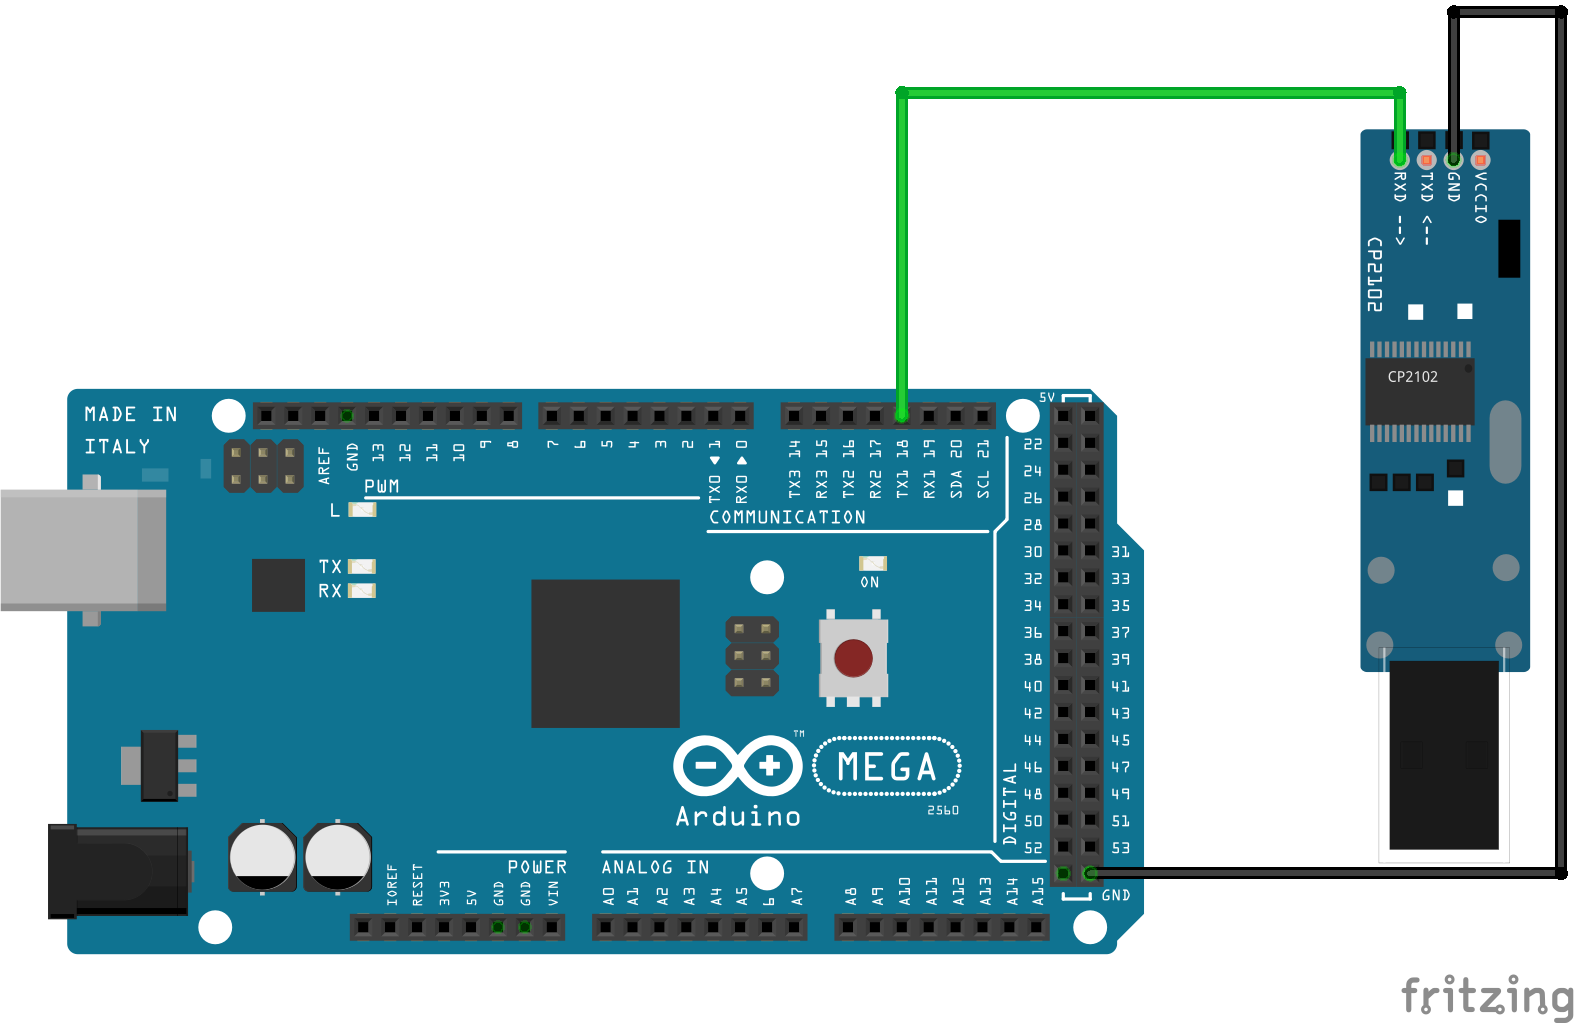 RXD -->
TXD <--
GND
VCCIO
CP2102
CP2102
MADE IN
ITALY
AREF
GND
13
12
11
10
9
8
7
6
5
4
3
2
TX0 1
RX0 0
TX3 14
RX3 15
TX2 16
RX2 17
TX1 18
RX1 19
SDA 20
SCL 21
PWM
COMMUNICATION
L
TX
RX
ON
5V
22
24
26
28
30 31
32 33
34 35
36 37
38 39
40 41
42 43
44 45
46 47
48 49
50 51
52 53
GND
DIGITAL
TM
MEGA
2560
Arduino
POWER
ANALOG IN
IOREF
RESET
3V3
5V
GND
GND
VIN
A0
A1
A2
A3
A4
A5
6
A7
A8
A9
A10
A11
A12
A13
A14
A15
fritzing